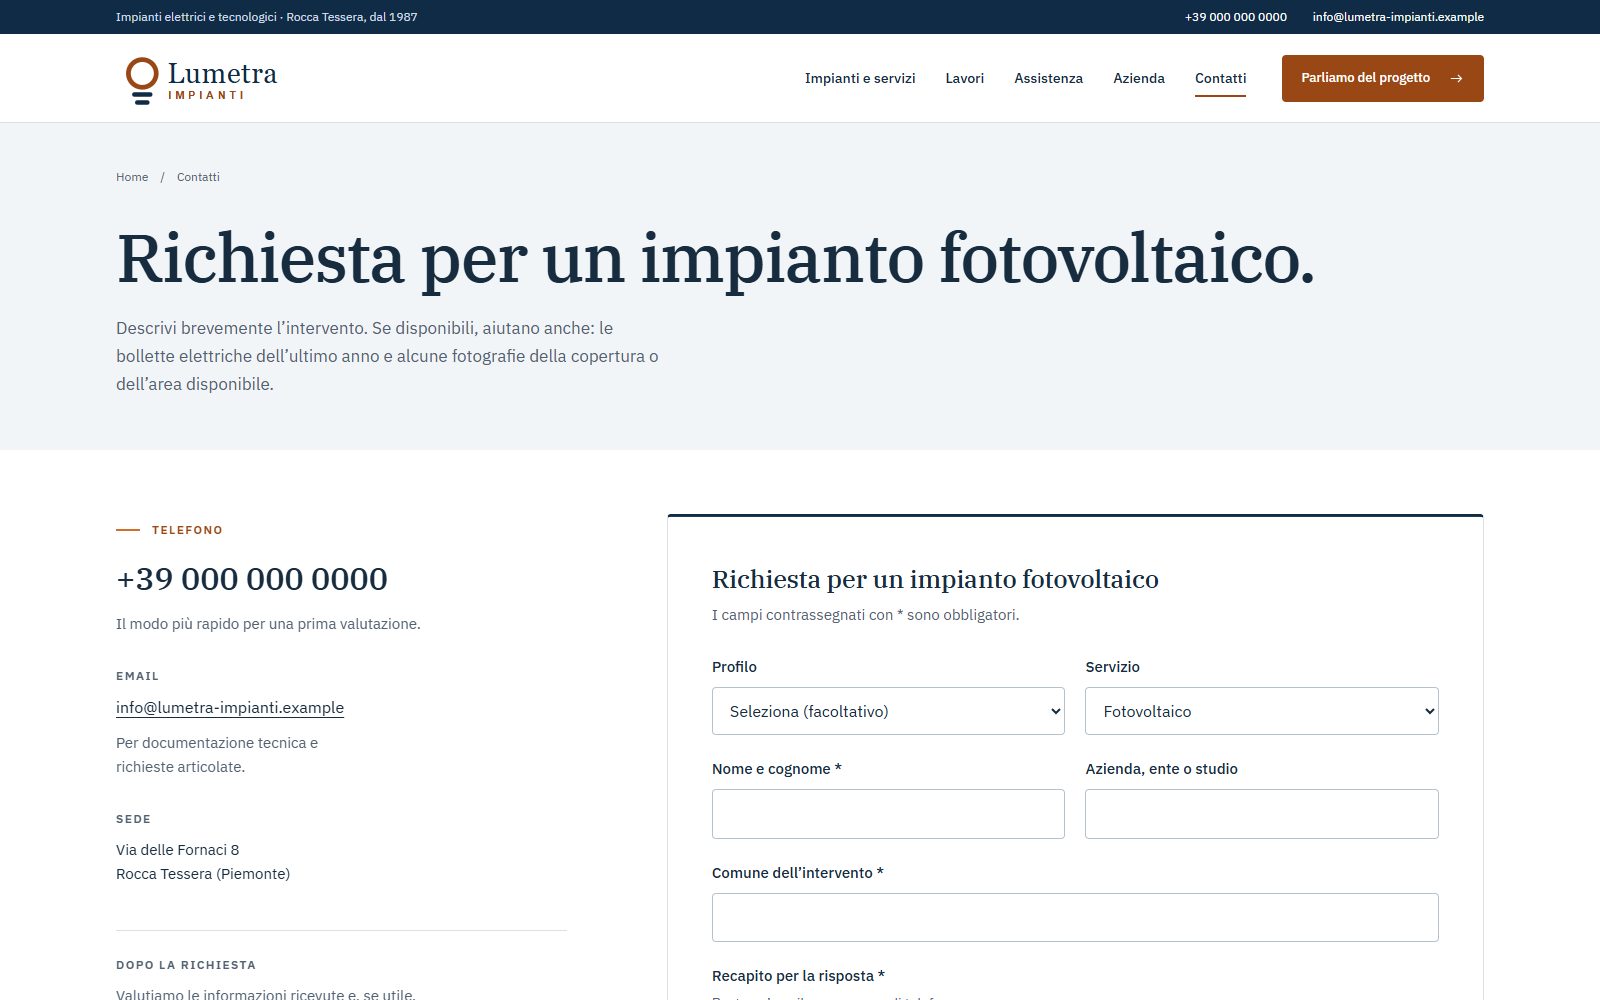 Impianti elettrici e tecnologici · Rocca Tessera, dal 1987
+39 000 000 0000
info@lumetra-impianti.example
Lumetra
IMPIANTI
Impianti e servizi
Lavori
Assistenza
Azienda
Contatti
Parliamo del progetto →
Home / Contatti
Richiesta per un impianto fotovoltaico.
Descrivi brevemente l’intervento. Se disponibili, aiutano anche: le
bollette elettriche dell’ultimo anno e alcune fotografie della copertura o
dell’area disponibile.
TELEFONO
+39 000 000 0000
Il modo più rapido per una prima valutazione.
EMAIL
info@lumetra-impianti.example
Per documentazione tecnica e
richieste articolate.
SEDE
Via delle Fornaci 8
Rocca Tessera (Piemonte)
DOPO LA RICHIESTA
Valutiamo le informazioni ricevute e, se utile,
Richiesta per un impianto fotovoltaico
I campi contrassegnati con * sono obbligatori.
Profilo
Seleziona (facoltativo)
Servizio
Fotovoltaico
Nome e cognome *
Azienda, ente o studio
Comune dell’intervento *
Recapito per la risposta *